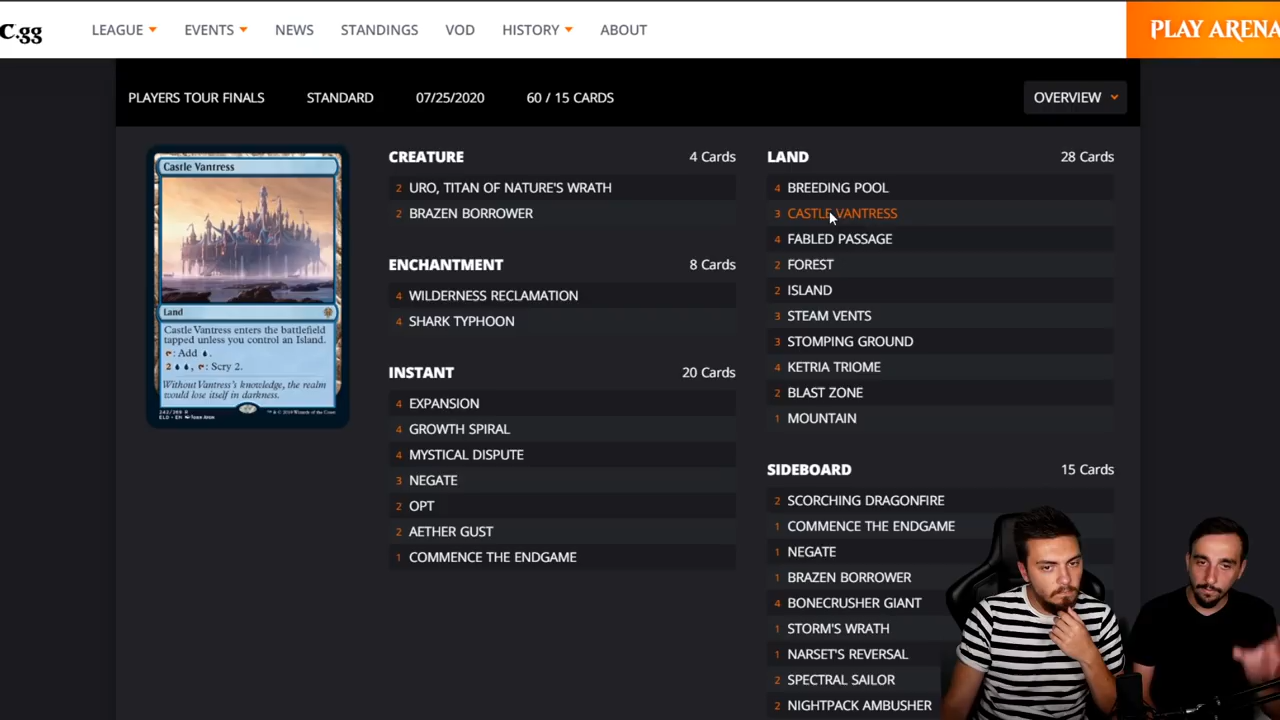 C.gg
LEAGUE
EVENTS
NEWS
STANDINGS
VOD
HISTORY
ABOUT
PLAY ARENA
PLAYERS TOUR FINALS
STANDARD
07/25/2020
60 / 15 CARDS
OVERVIEW
Castle Vantress
Land
Castle Vantress enters the battlefield
tapped unless you control an Island.
: Add .
2 , : Scry 2.
Without Vantress's knowledge, the realm
would lose itself in darkness.
CREATURE 4 Cards
2 URO, TITAN OF NATURE'S WRATH
2 BRAZEN BORROWER
ENCHANTMENT 8 Cards
4 WILDERNESS RECLAMATION
4 SHARK TYPHOON
INSTANT 20 Cards
4 EXPANSION
4 GROWTH SPIRAL
4 MYSTICAL DISPUTE
3 NEGATE
2 OPT
2 AETHER GUST
1 COMMENCE THE ENDGAME
LAND 28 Cards
4 BREEDING POOL
3 CASTLE VANTRESS
4 FABLED PASSAGE
2 FOREST
2 ISLAND
3 STEAM VENTS
3 STOMPING GROUND
4 KETRIA TRIOME
2 BLAST ZONE
1 MOUNTAIN
SIDEBOARD 15 Cards
2 SCORCHING DRAGONFIRE
1 COMMENCE THE ENDGAME
1 NEGATE
1 BRAZEN BORROWER
4 BONECRUSHER GIANT
1 STORM'S WRATH
1 NARSET'S REVERSAL
2 SPECTRAL SAILOR
2 NIGHTPACK AMBUSHER